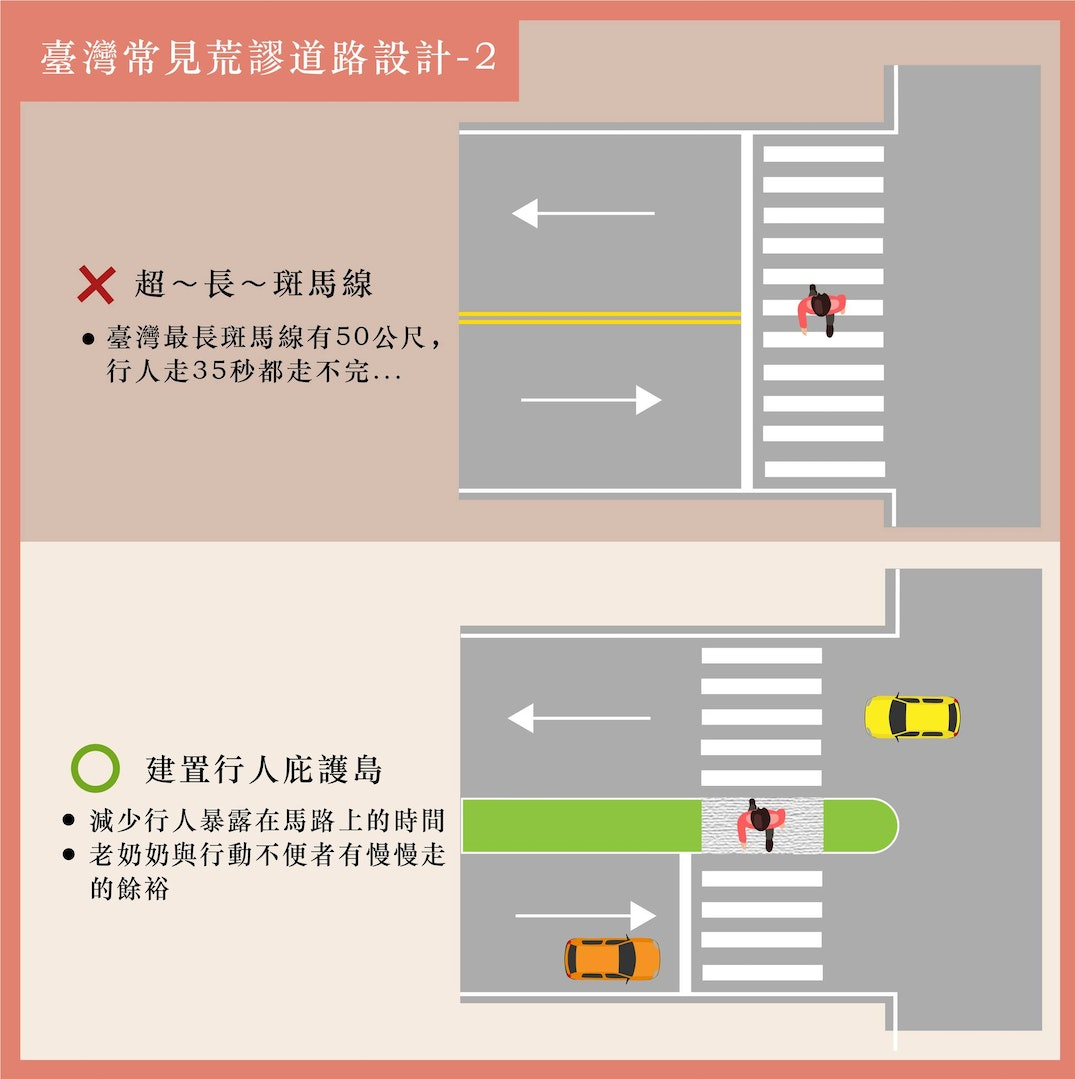 臺灣常見荒謬道路設計-2
超～長～斑馬線
● 臺灣最長斑馬線有50公尺，
行人走35秒都走不完...
建置行人庇護島
● 減少行人暴露在馬路上的時間
● 老奶奶與行動不便者有慢慢走
的餘裕